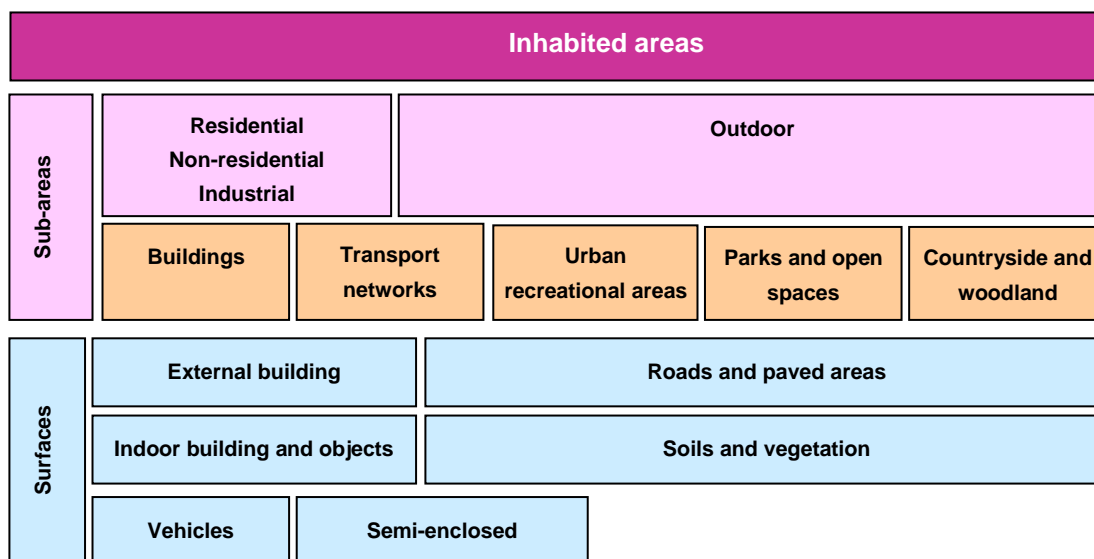 Inhabited areas
Sub-areas
Residential
Non-residential
Industrial
Outdoor
Buildings
Transport
networks
Urban
recreational areas
Parks and open
spaces
Countryside and
woodland
Surfaces
External building
Roads and paved areas
Indoor building and objects
Soils and vegetation
Vehicles
Semi-enclosed